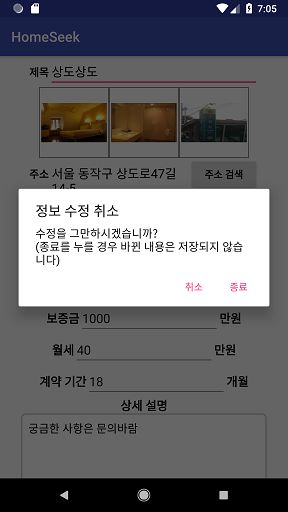 7:05
HomeSeek
제목 상도상도
주소 서울 동작구 상도로47길 주소 검색
14-5
정보 수정 취소
수정을 그만하시겠습니까?
(종료를 누를 경우 바뀐 내용은 저장되지 않습
니다)
취소 종료
보증금 1000 만원
월세 40 만원
계약 기간 18 개월
상세 설명
궁금한 사항은 문의바람